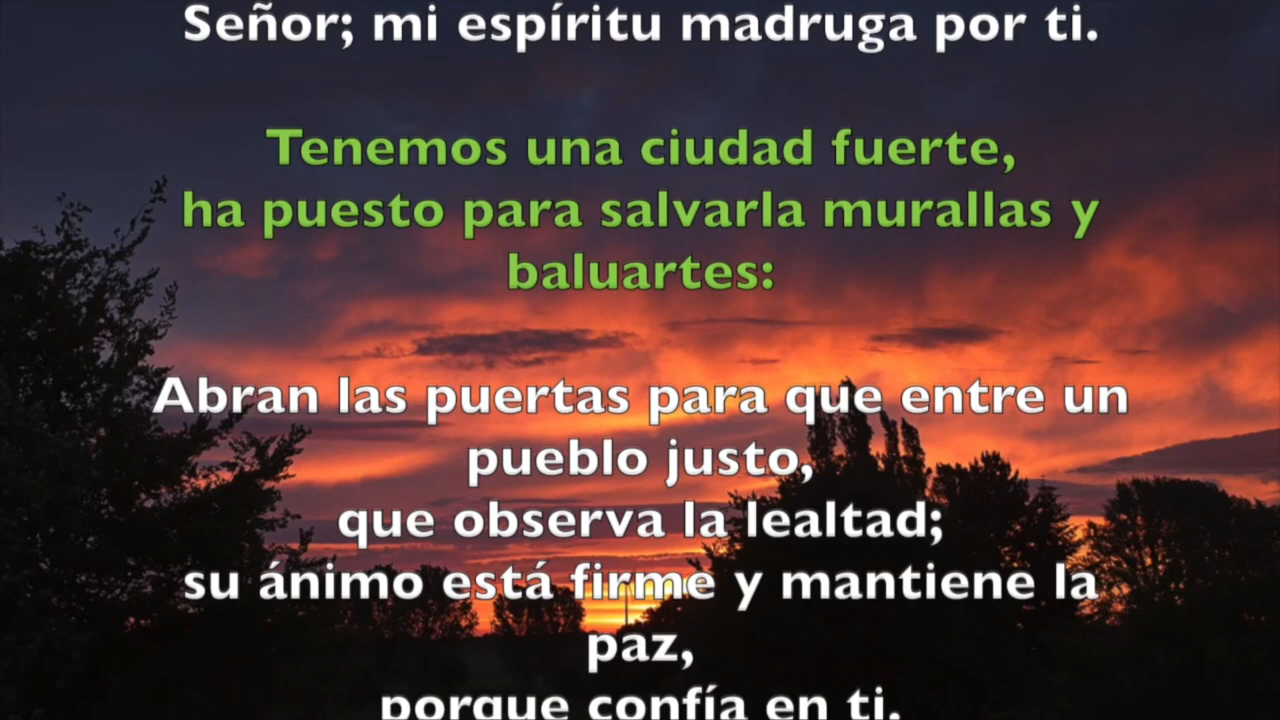 Señor; mi espíritu madruga por ti.
Tenemos una ciudad fuerte,
ha puesto para salvarla murallas y
baluartes:
Abran las puertas para que entre un
pueblo justo,
que observa la lealtad;
su ánimo está firme y mantiene la
paz,
porque confía en ti.